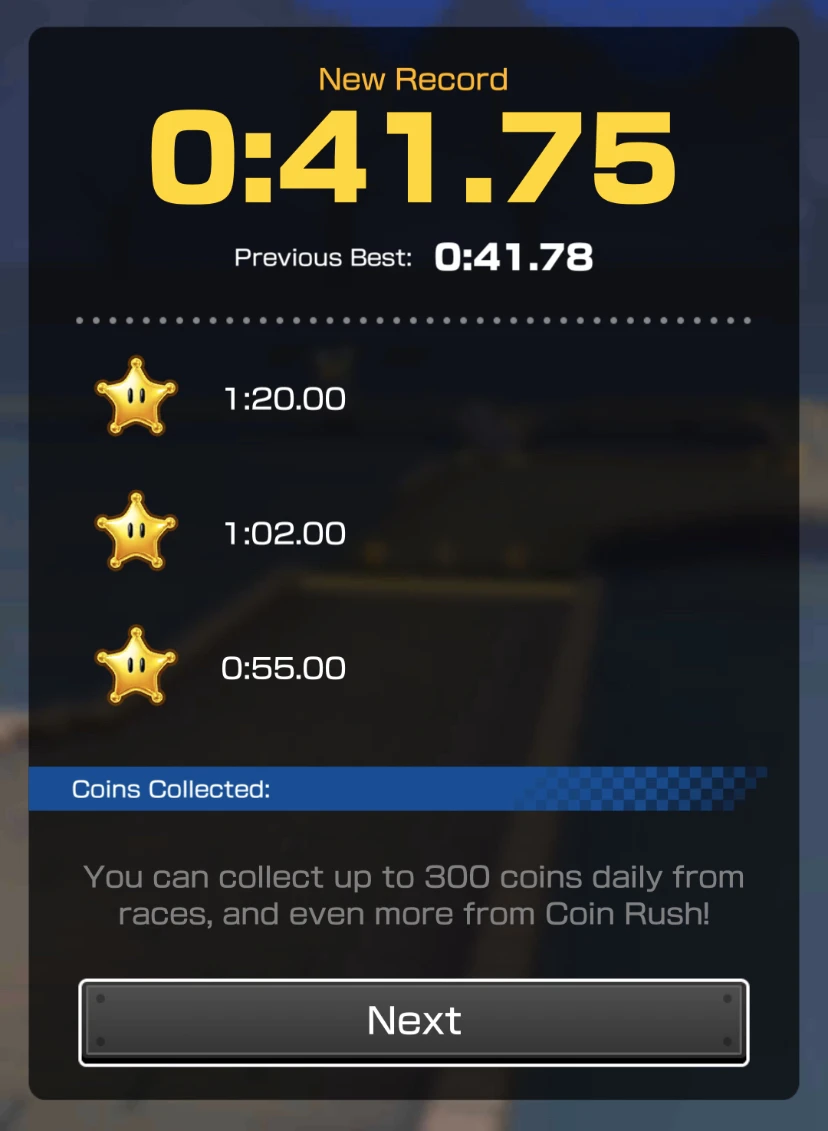 New Record
0:41.75
Previous Best: 0:41.78
1:20.00
1:02.00
0:55.00
Coins Collected:
You can collect up to 300 coins daily from
races, and even more from Coin Rush!
Next